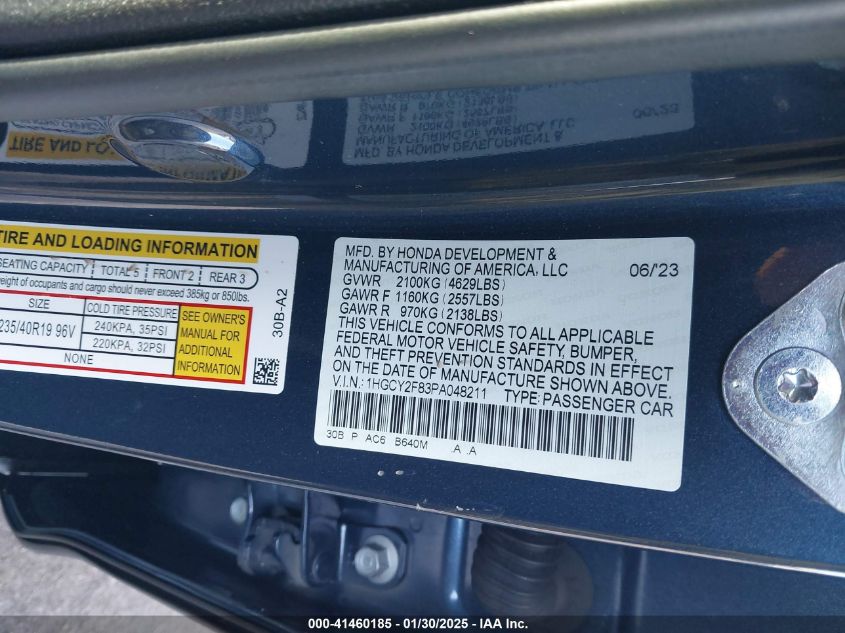 TIRE AND LOADING INFORMATION
SEATING CAPACITY TOTAL 5 FRONT 2 REAR 3
weight of occupants and cargo should never exceed 385kg or 850lbs.
SIZE COLD TIRE PRESSURE
235/40R19 96V 240KPA, 35PSI
220KPA, 32PSI
NONE
SEE OWNER'S
MANUAL FOR
ADDITIONAL
INFORMATION
30B-A2
MFD. BY HONDA DEVELOPMENT &
MANUFACTURING OF AMERICA, LLC 06/'23
GVWR 2100KG (4629LBS)
GAWR F 1160KG (2557LBS)
GAWR R 970KG (2138LBS)
THIS VEHICLE CONFORMS TO ALL APPLICABLE
FEDERAL MOTOR VEHICLE SAFETY, BUMPER,
AND THEFT PREVENTION STANDARDS IN EFFECT
ON THE DATE OF MANUFACTURE SHOWN ABOVE.
V.I.N.: 1HGCY2F83PA048211 TYPE: PASSENGER CAR
30B P AC6 B640M .A .A
000-41460185 - 01/30/2025 - IAA Inc.